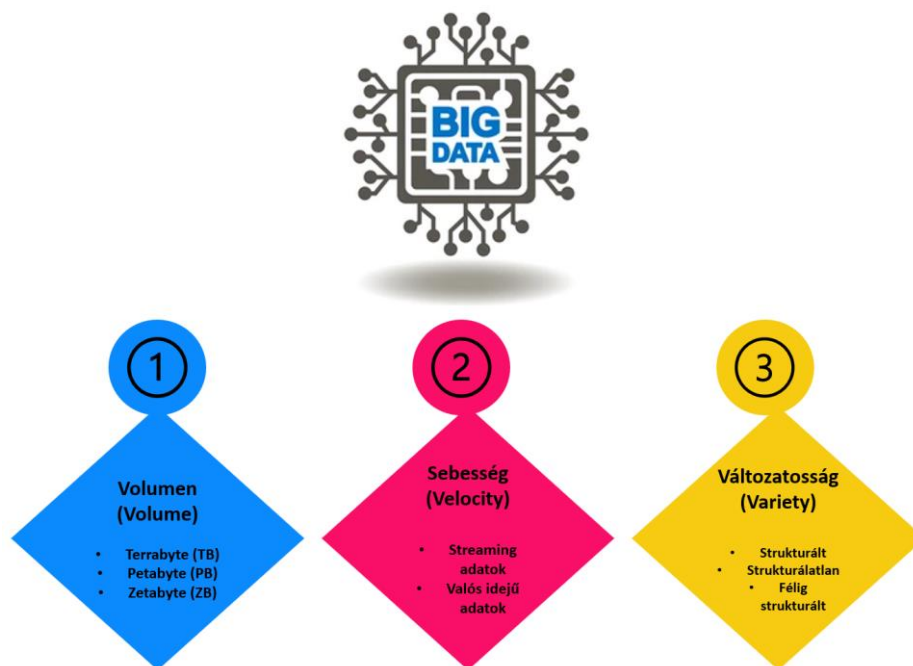 BIG
DATA
1
2
3
Volumen
(Volume)
• Terrabyte (TB)
• Petabyte (PB)
• Zetabyte (ZB)
Sebesség
(Velocity)
• Streaming
adatok
• Valós idejű
adatok
Változatosság
(Variety)
• Strukturált
• Strukturálatlan
• Félig
strukturált